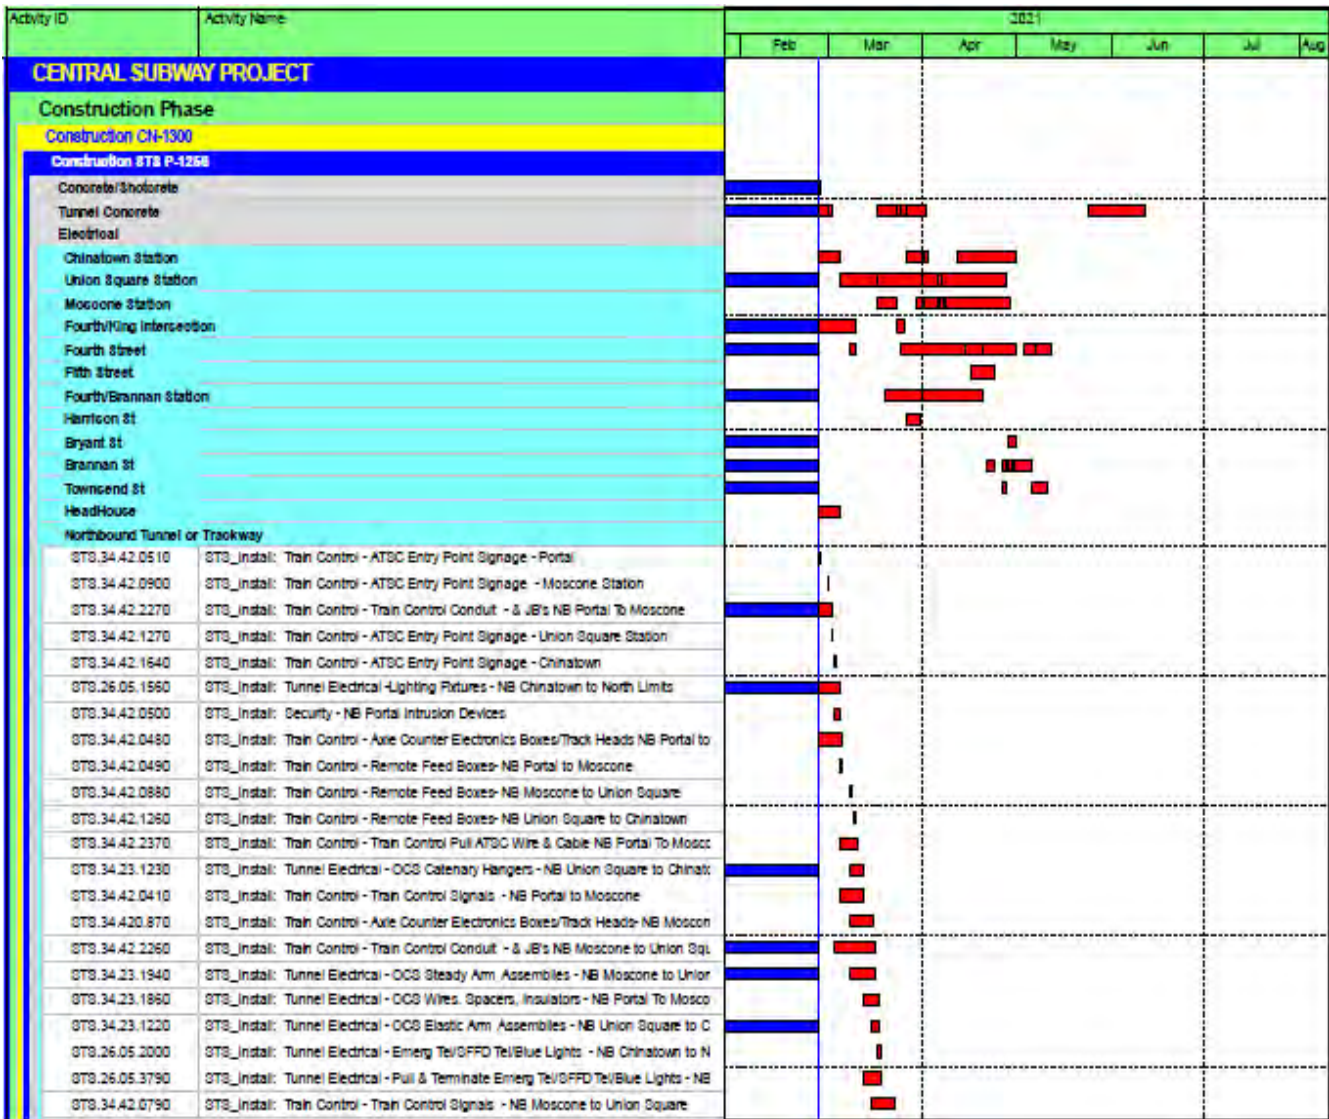 Activity ID Activity Name 2021
Feb Mar Apr May Jun Jul Aug
CENTRAL SUBWAY PROJECT
Construction Phase
Construction CN-1300
Construction STS P-1256
Concrete/Shotcrete
Tunnel Concrete
Electrical
Chinatown Station
Union Square Station
Moscone Station
Fourth/King Intersection
Fourth Street
Fifth Street
Fourth/Brannan Station
Harrison St
Bryant St
Brannan St
Townsend St
HeadHouse
Northbound Tunnel or Trackway
STS.34.42.0510 STS_Install: Train Control - ATSC Entry Point Signage - Portal
STS.34.42.0900 STS_Install: Train Control - ATSC Entry Point Signage - Moscone Station
STS.34.42.2270 STS_Install: Train Control - Train Control Conduit - & JB's NB Portal To Moscone
STS.34.42.1270 STS_Install: Train Control - ATSC Entry Point Signage - Union Square Station
STS.34.42.1640 STS_Install: Train Control - ATSC Entry Point Signage - Chinatown
STS.26.05.1560 STS_Install: Tunnel Electrical -Lighting Fixtures - NB Chinatown to North Limits
STS.34.42.0500 STS_Install: Security - NB Portal Intrusion Devices
STS.34.42.0480 STS_Install: Train Control - Axle Counter Electronics Boxes/Track Heads NB Portal to
STS.34.42.0490 STS_Install: Train Control - Remote Feed Boxes- NB Portal to Moscone
STS.34.42.0880 STS_Install: Train Control - Remote Feed Boxes- NB Moscone to Union Square
STS.34.42.1260 STS_Install: Train Control - Remote Feed Boxes- NB Union Square to Chinatown
STS.34.42.2370 STS_Install: Train Control - Train Control Pull ATSC Wire & Cable NB Portal To Moscc
STS.34.23.1230 STS_Install: Tunnel Electrical - OCS Catenary Hangers - NB Union Square to Chinatc
STS.34.42.0410 STS_Install: Train Control - Train Control Signals - NB Portal to Moscone
STS.34.420.870 STS_Install: Train Control - Axle Counter Electronics Boxes/Track Heads- NB Moscon
STS.34.42.2260 STS_Install: Train Control - Train Control Conduit - & JB's NB Moscone to Union Squ
STS.34.23.1940 STS_Install: Tunnel Electrical - OCS Steady Arm Assemblies - NB Moscone to Union
STS.34.23.1860 STS_Install: Tunnel Electrical - OCS Wires, Spacers, Insulators - NB Portal To Mosco
STS.34.23.1220 STS_Install: Tunnel Electrical - OCS Elastic Arm Assemblies - NB Union Square to C
STS.26.05.2000 STS_Install: Tunnel Electrical - Emerg Tel/SFFD Tel/Blue Lights - NB Chinatown to N
STS.26.05.3790 STS_Install: Tunnel Electrical - Pull & Terminate Emerg Tel/SFFD Tel/Blue Lights - NB
STS.34.42.0790 STS_Install: Train Control - Train Control Signals - NB Moscone to Union Square